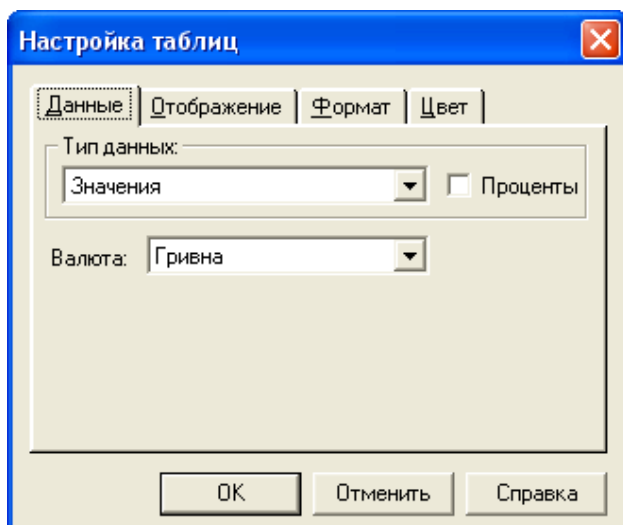 Настройка таблиц
Данные Отображение Формат Цвет
Тип данных:
Значения Проценты
Валюта: Гривна
OK Отменить Справка